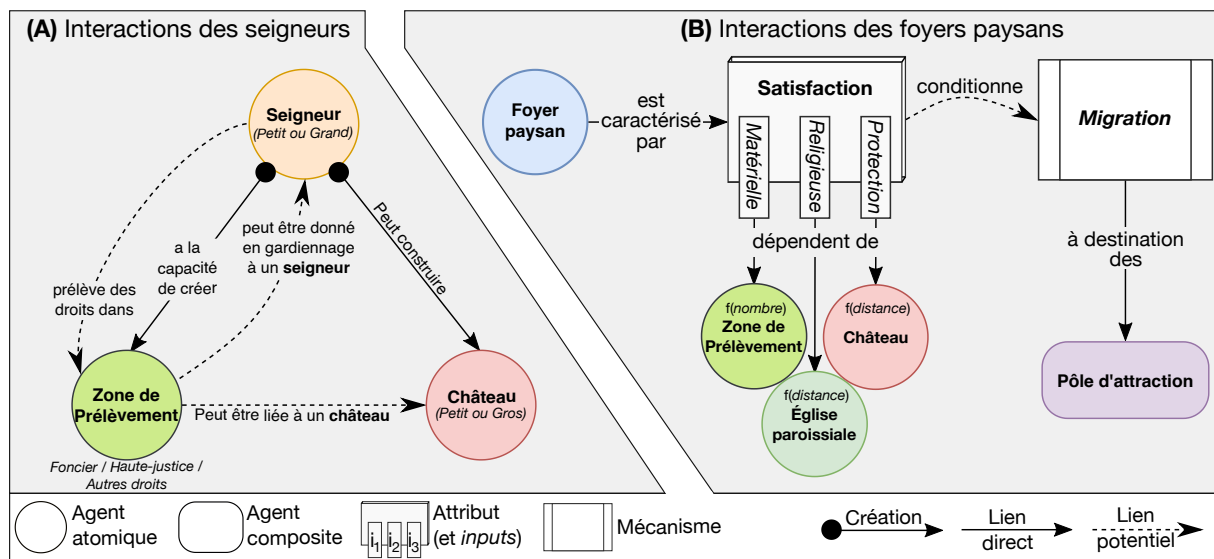 (A) Interactions des seigneurs
Seigneur
(Petit ou Grand)
a la
capacité
de créer
peut être donné
en gardiennage
à un seigneur
Peut construire
prélève des
droits dans
Zone de
Prélèvement
Peut être liée à un château
Château
(Petit ou Gros)
Foncier / Haute-justice /
Autres droits
(B) Interactions des foyers paysans
Foyer
paysan
est
caractérisé
par
Satisfaction
Matérielle
Religieuse
Protection
conditionne
Migration
dépendent de
à destination
des
f(nombre)
Zone de
Prélèvement
f(distance)
Château
f(distance)
Église
paroissiale
Pôle d'attraction
Agent
atomique
Agent
composite
i1 i2 i3
Attribut
(et inputs)
Mécanisme
Création
Lien
direct
Lien
potentiel